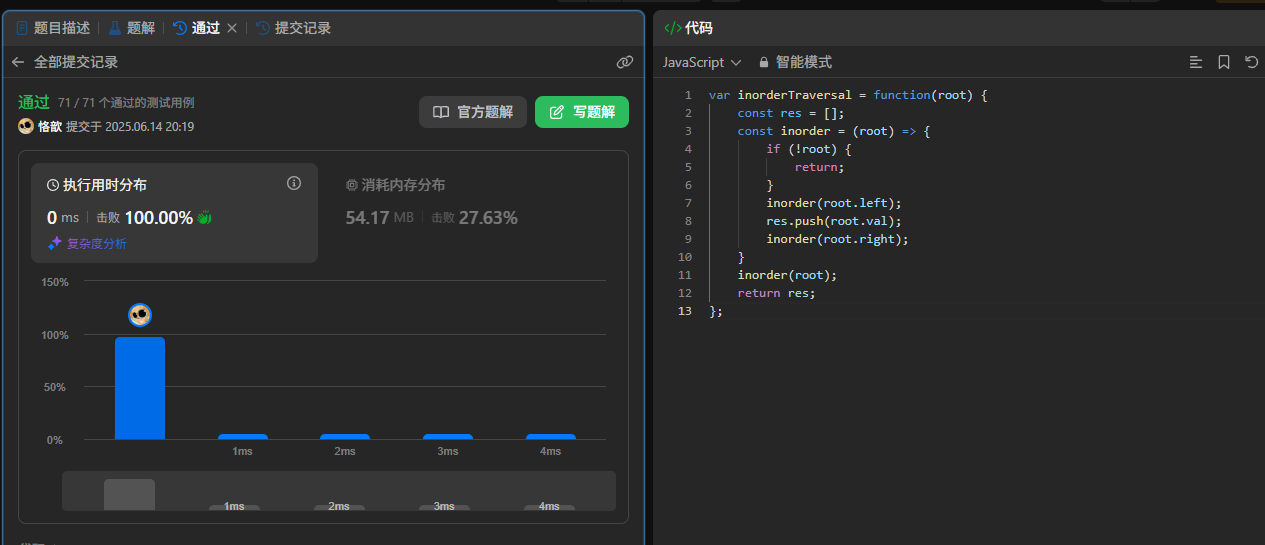 题目描述 题解 通过 提交记录
全部提交记录
通过 71 / 71 个通过的测试用例
恪歆 提交于 2025.06.14 20:19
官方题解 写题解
执行用时分布
0 ms 击败 100.00%
复杂度分析
消耗内存分布
54.17 MB 击败 27.63%
150%
100%
50%
0%
1ms 2ms 3ms 4ms
1ms 2ms 3ms 4ms
</>代码
JavaScript 智能模式
1 var inorderTraversal = function(root) {
2 const res = [];
3 const inorder = (root) => {
4 if (!root) {
5 return;
6 }
7 inorder(root.left);
8 res.push(root.val);
9 inorder(root.right);
10 }
11 inorder(root);
12 return res;
13 };